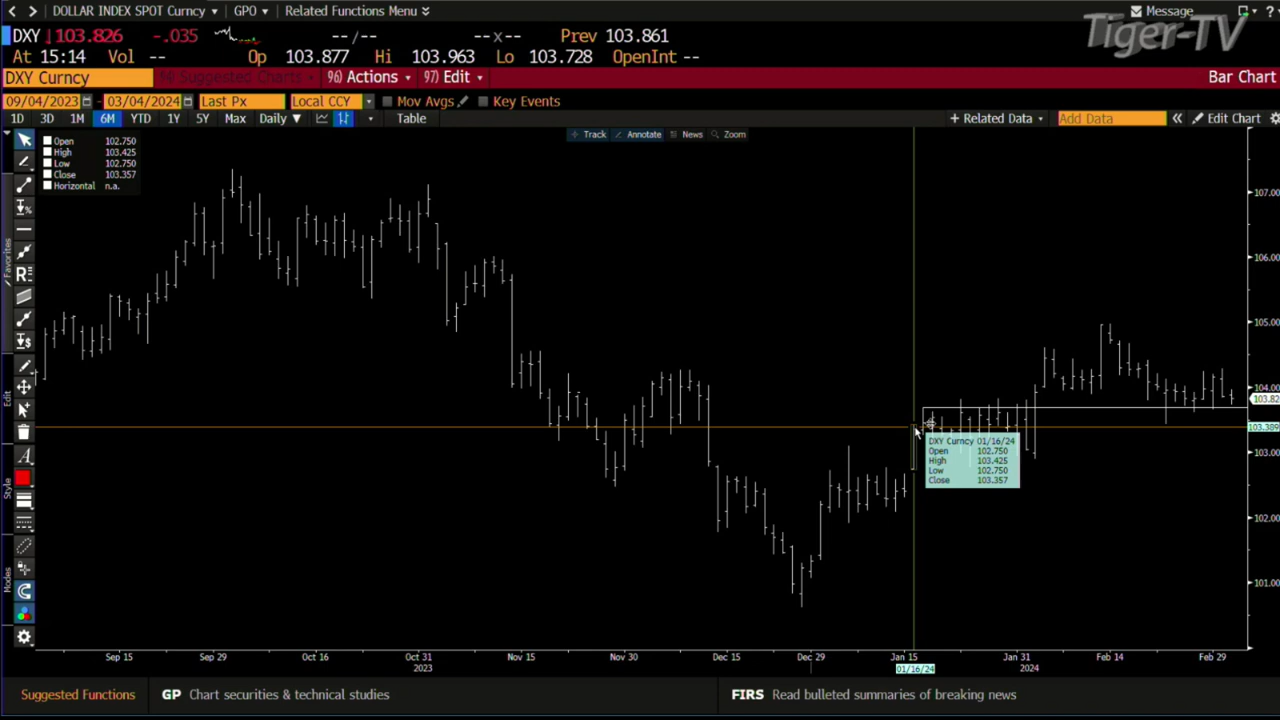 DOLLAR INDEX SPOT Curncy GPO Related Functions Menu Message
Tiger-TV
DXY 103.826 -.035 --/-- --x-- Prev 103.861
At 15:14 Vol -- Op 103.877 Hi 103.963 Lo 103.728 OpenInt --
DXY Curncy 96) Suggested Charts 96) Actions 97) Edit Bar Chart
09/04/2023 - 03/04/2024 Last Px Local CCY Mov Avgs Key Events
1D 3D 1M 6M YTD 1Y 5Y Max Daily Table + Related Data Add Data Edit Chart
Track Annotate News Zoom
Open 102.750
High 103.425
Low 102.750
Close 103.357
Horizontal n.a.
Favorites
Edit
Style
Modes
107.00
106.00
105.00
104.00
103.82
103.389
103.00
102.00
101.00
DXY Curncy 01/16/24
Open 102.750
High 103.425
Low 102.750
Close 103.357
Sep 15 Sep 29 Oct 16 Oct 31 Nov 15 Nov 30 Dec 15 Dec 29 Jan 15 Jan 31 Feb 14 Feb 29
2023 01/16/24 2024
Suggested Functions GP Chart securities & technical studies FIRS Read bulleted summaries of breaking news